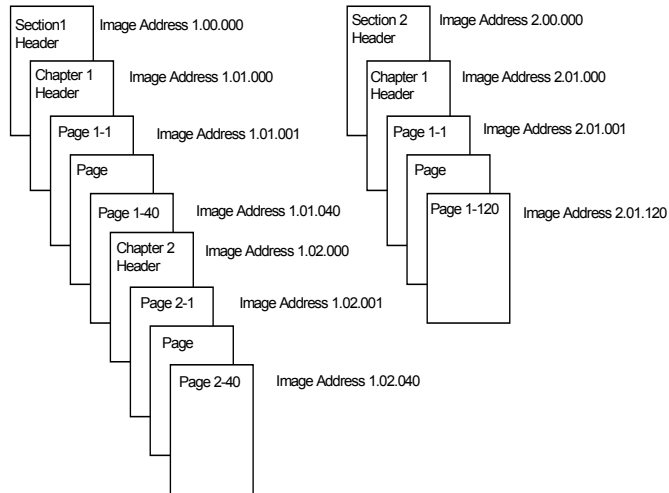 Section1
Header
Image Address 1.00.000
Chapter 1
Header
Image Address 1.01.000
Page 1-1
Image Address 1.01.001
Page
Page 1-40
Image Address 1.01.040
Chapter 2
Header
Image Address 1.02.000
Page 2-1
Image Address 1.02.001
Page
Page 2-40
Image Address 1.02.040
Section 2
Header
Image Address 2.00.000
Chapter 1
Header
Image Address 2.01.000
Page 1-1
Image Address 2.01.001
Page
Page 1-120
Image Address 2.01.120